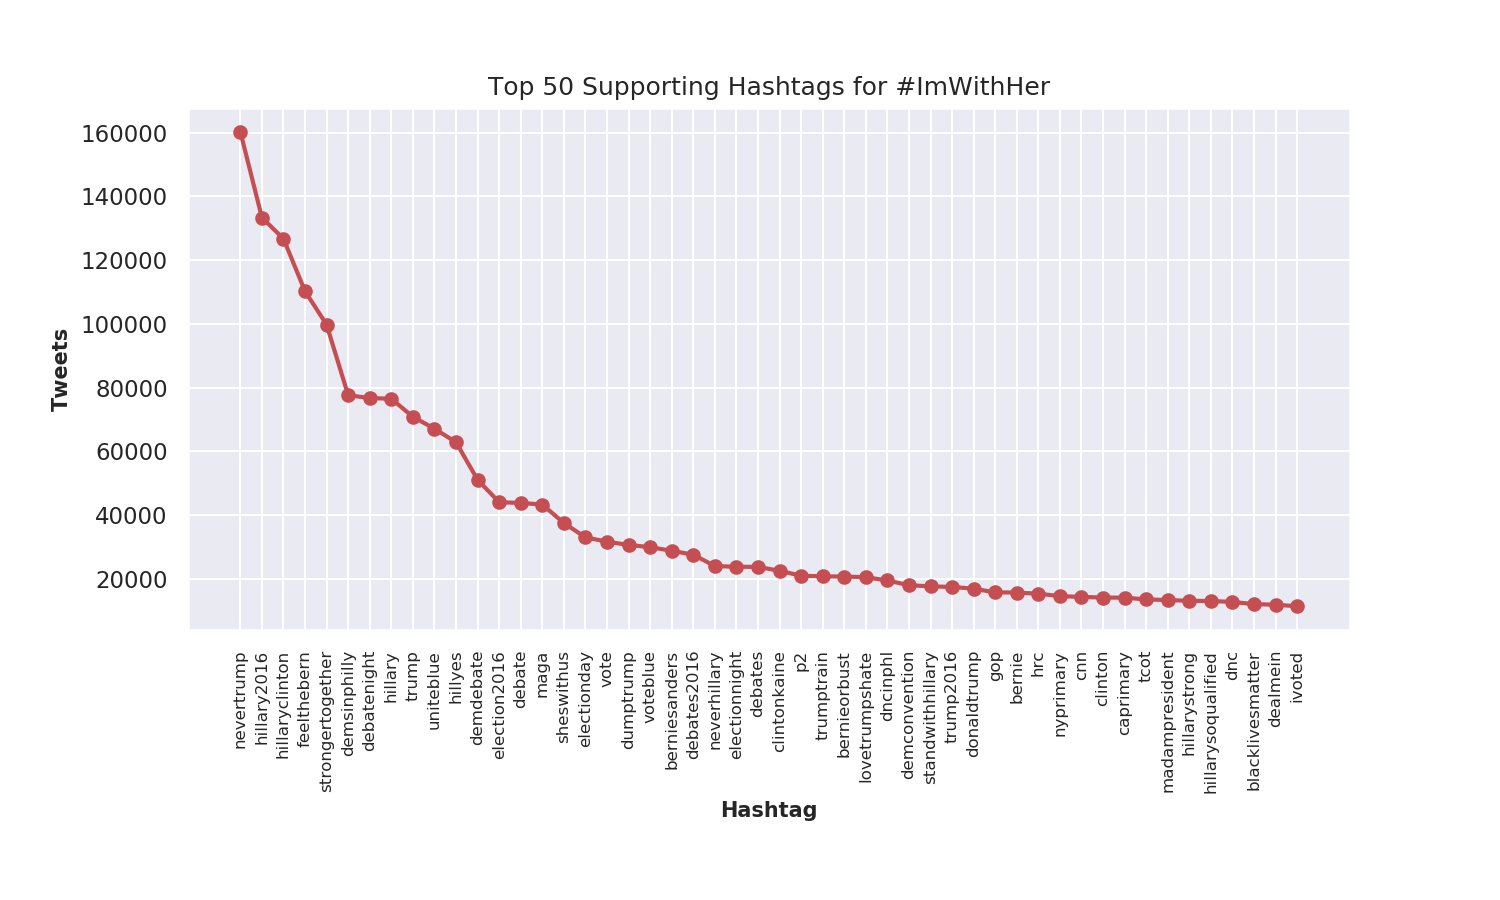 Top 50 Supporting Hashtags for #ImWithHer
160000
140000
120000
100000
80000
60000
40000
20000
Tweets
nevertrump
hillary2016
hillaryclinton
feelthebern
strongertogether
demsinphilly
debatenight
hillary
trump
uniteblue
hillyes
demdebate
election2016
debate
maga
shewithus
electionday
vote
dumptrump
voteblue
berniesanders
debates2016
neverhillary
electionnight
debates
clintonkaine
p2
trumptrain
bernieorbust
lovetrumpshate
dncinphl
demconvention
standwithhillary
trump2016
donaldtrump
gop
bernie
hrc
nyprimary
cnn
clinton
caprimary
tcot
madampresident
hillarystrong
hillarysoqualified
dnc
blacklivesmatter
dealmein
ivoted
Hashtag